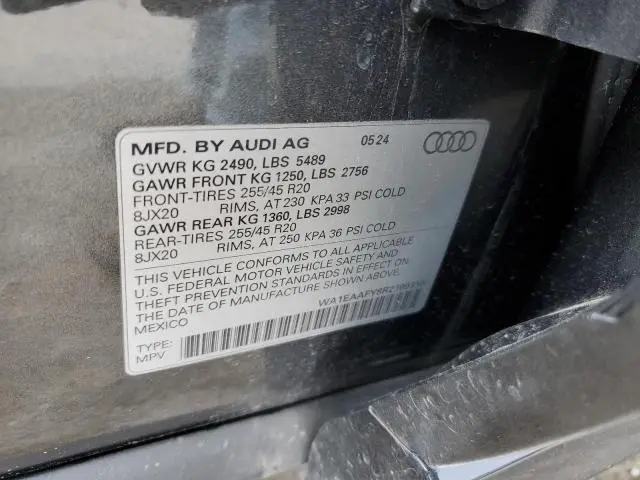 MFD. BY AUDI AG 05 24
GVWR KG 2490, LBS 5489
GAWR FRONT KG 1250, LBS 2756
FRONT-TIRES 255/45 R20
8JX20 RIMS, AT 230 KPA 33 PSI COLD
GAWR REAR KG 1360, LBS 2998
REAR-TIRES 255/45 R20
8JX20 RIMS, AT 250 KPA 36 PSI COLD
THIS VEHICLE CONFORMS TO ALL APPLICABLE
U.S. FEDERAL MOTOR VEHICLE SAFETY AND
THEFT PREVENTION STANDARDS IN EFFECT ON
THE DATE OF MANUFACTURE SHOWN ABOVE.
MEXICO
TYPE:
MPV